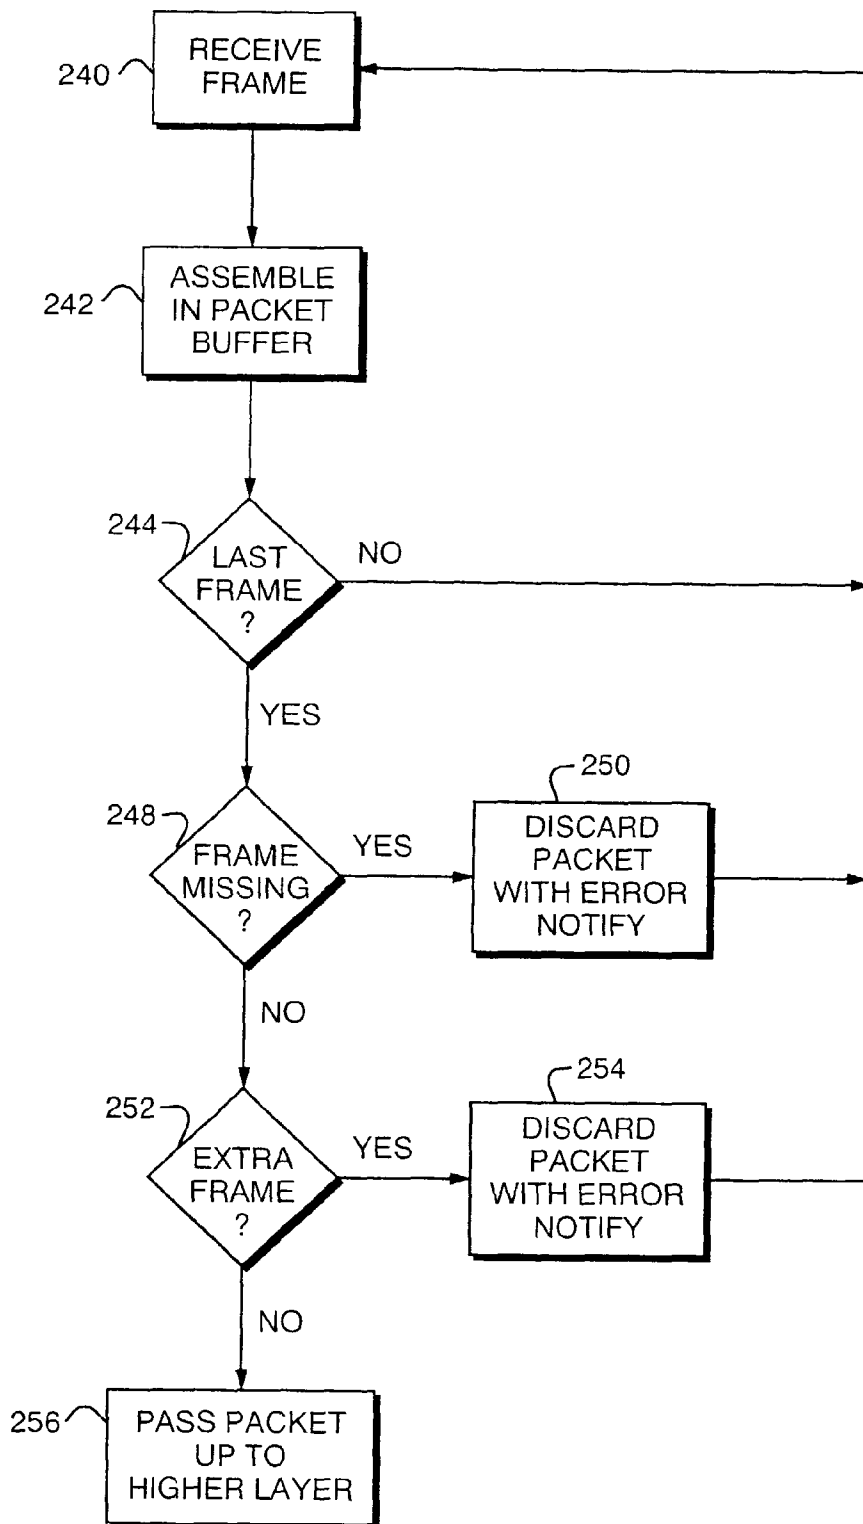 240
RECEIVE
FRAME
242
ASSEMBLE
IN PACKET
BUFFER
244
LAST
FRAME
?
NO
YES
248
FRAME
MISSING
?
YES
250
DISCARD
PACKET
WITH ERROR
NOTIFY
NO
252
EXTRA
FRAME
?
YES
254
DISCARD
PACKET
WITH ERROR
NOTIFY
NO
256
PASS PACKET
UP TO
HIGHER LAYER